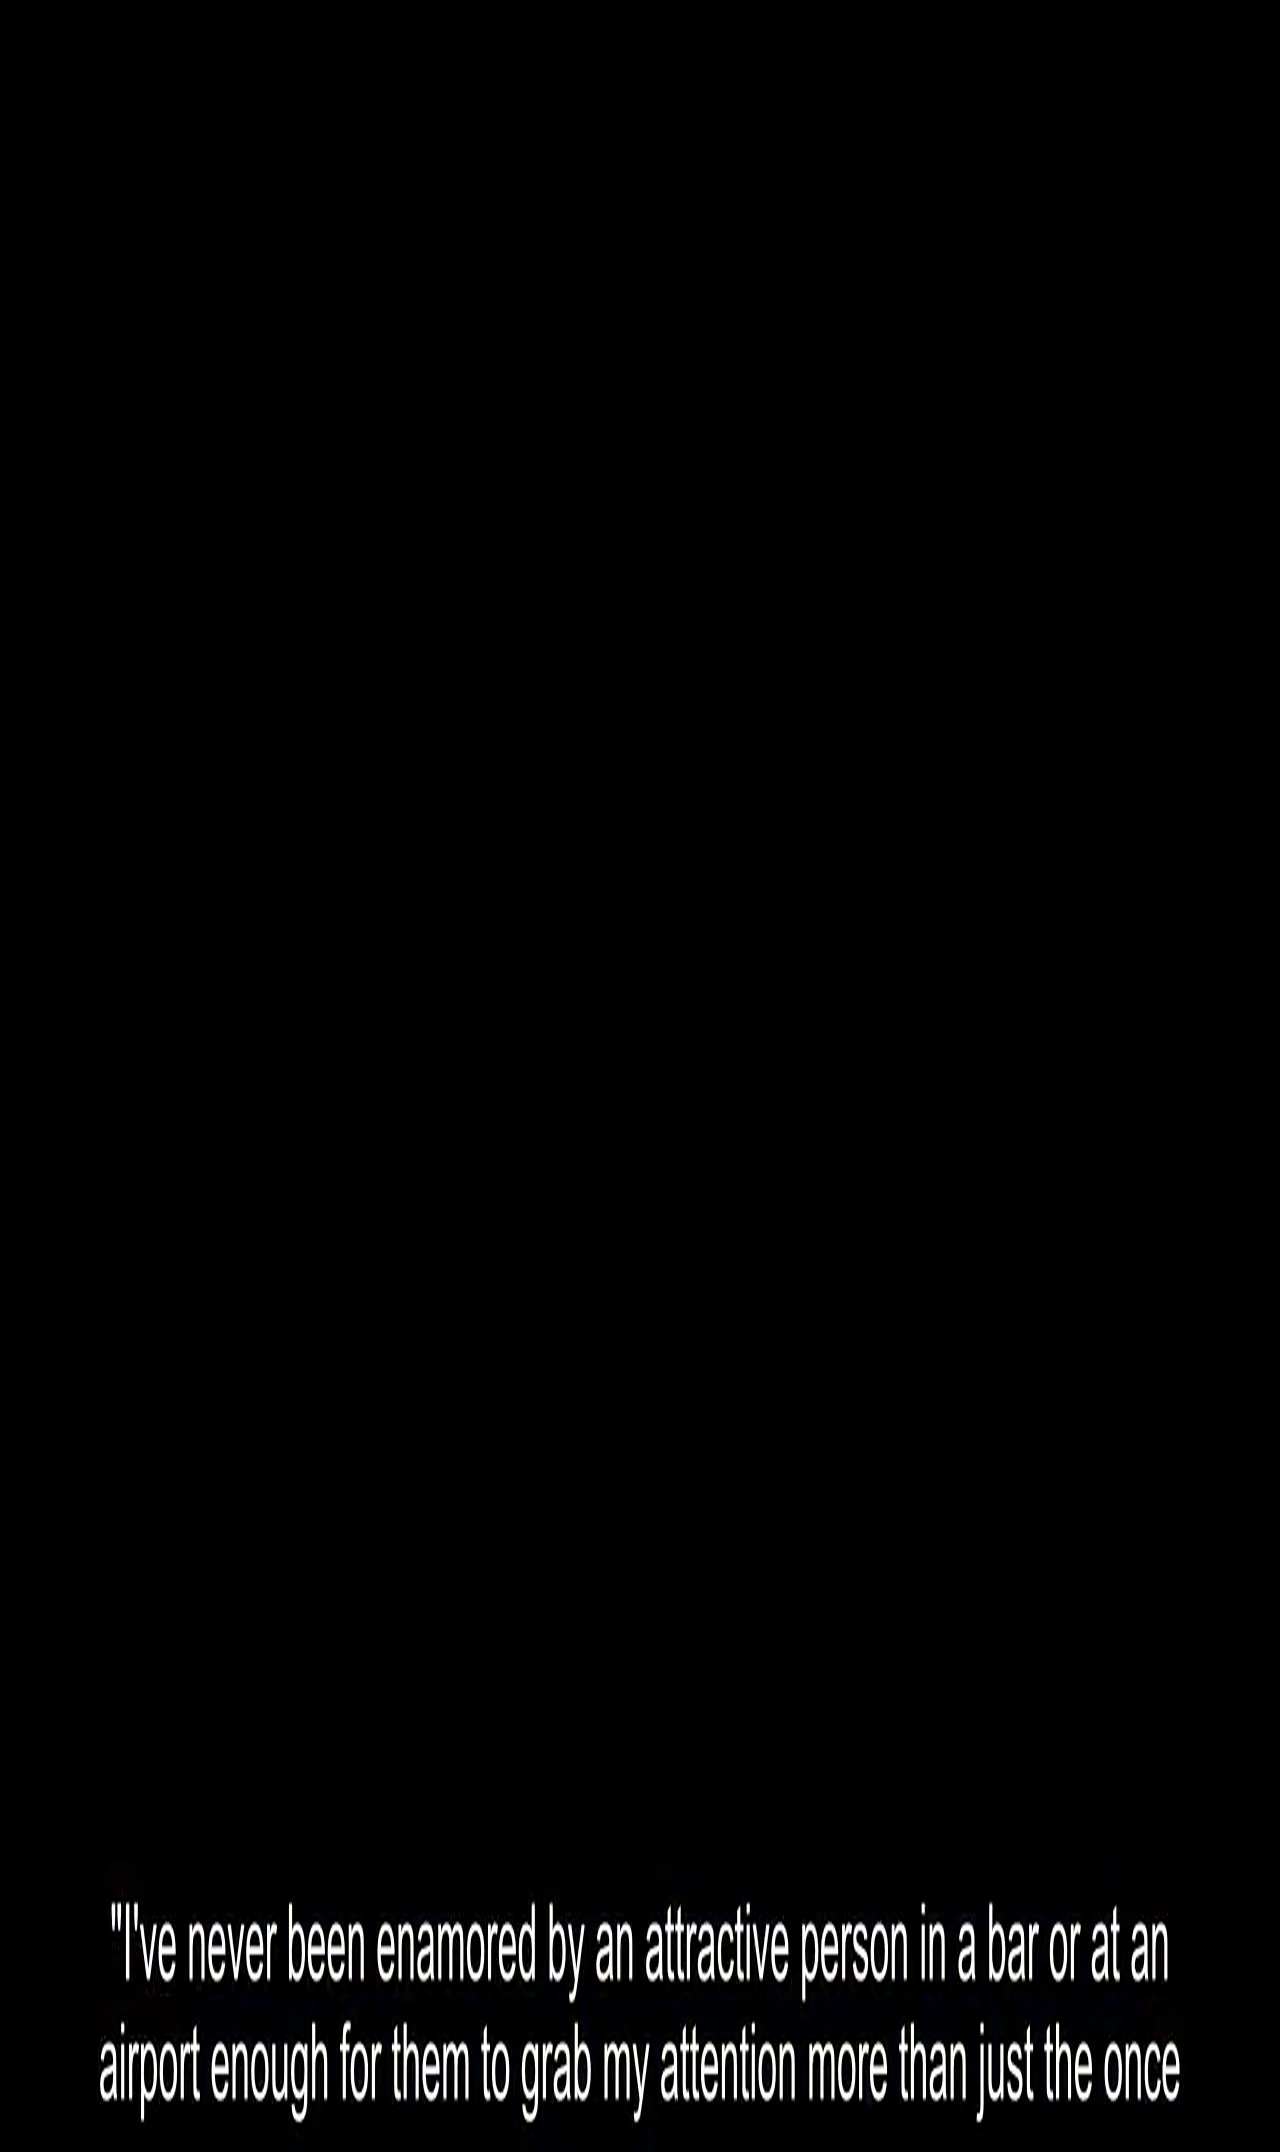 "I've never been enamored by an attractive person in a bar or at an
airport enough for them to grab my attention more than just the once